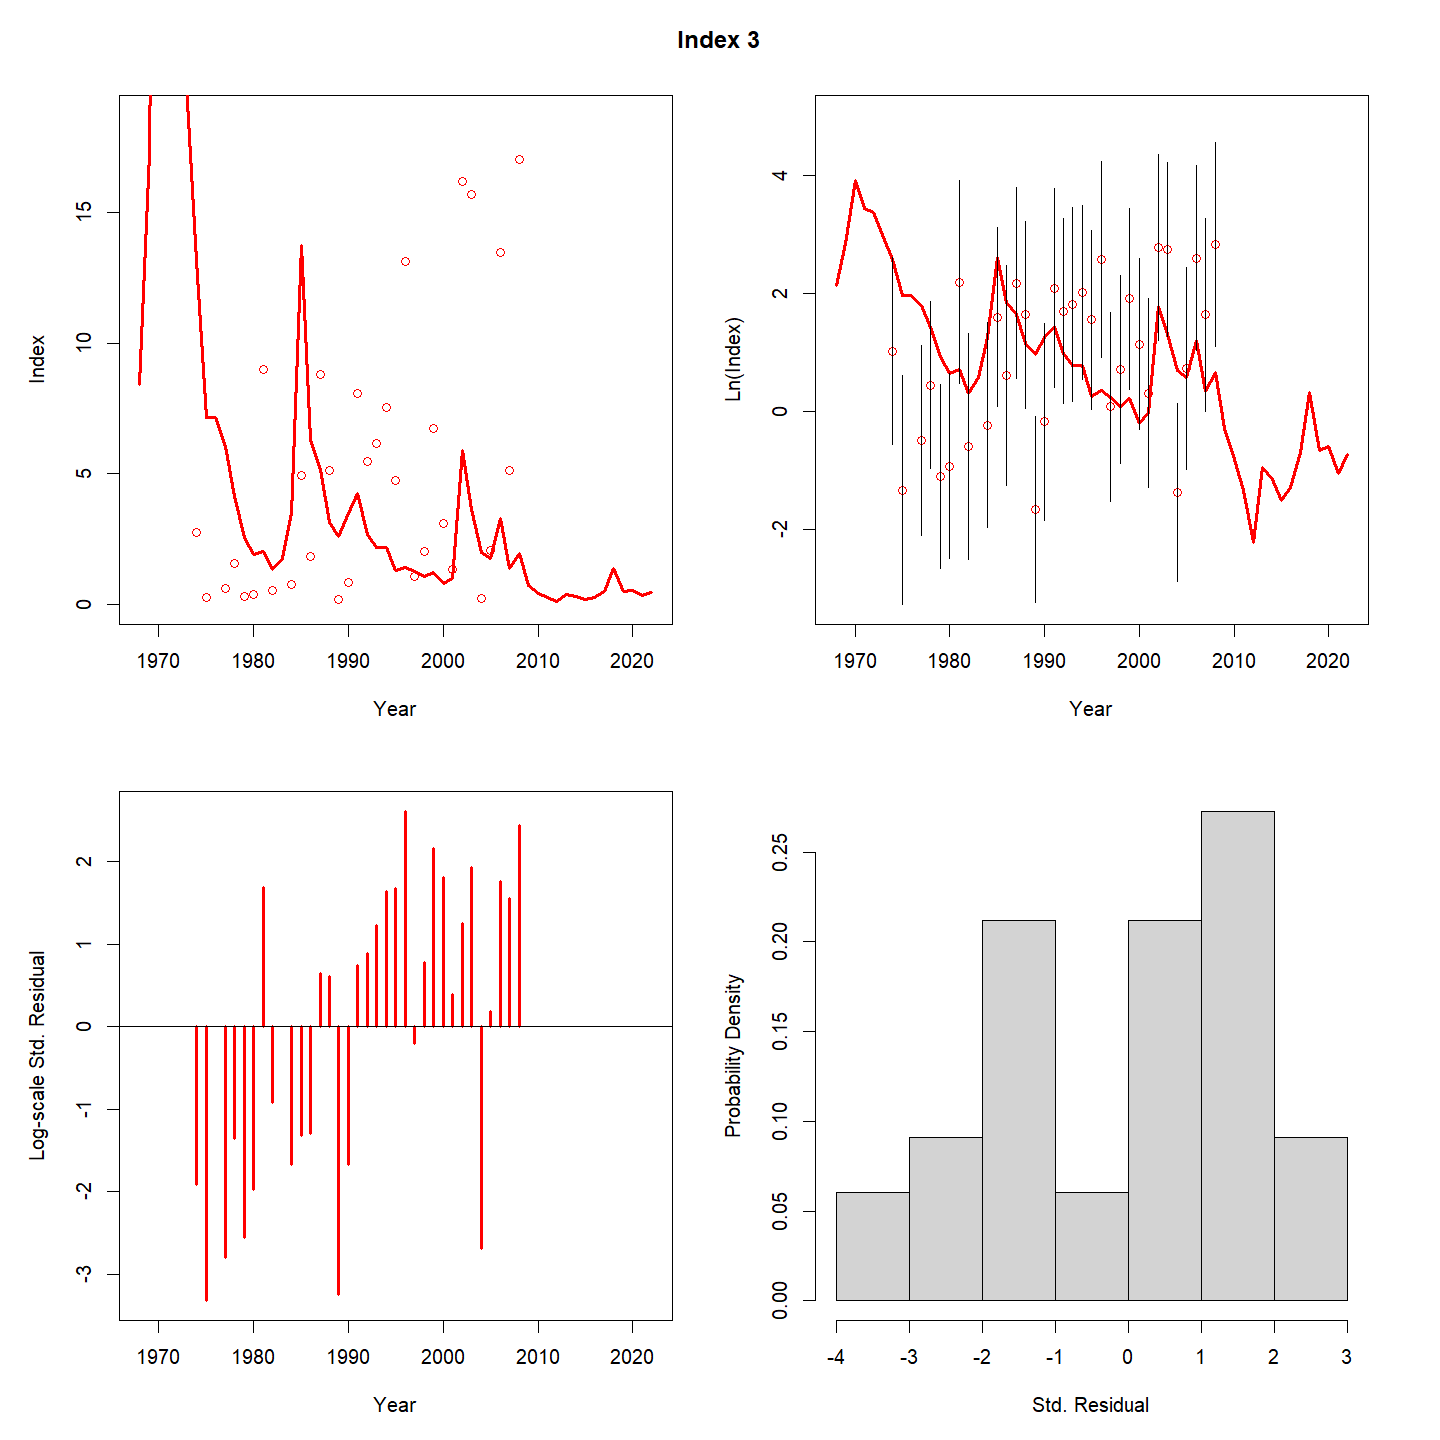 Index 3
Index
15
10
5
0
1970 1980 1990 2000 2010 2020
Year
Ln(Index)
4
2
0
-2
1970 1980 1990 2000 2010 2020
Year
Log-scale Std. Residual
2
1
0
-1
-2
-3
1970 1980 1990 2000 2010 2020
Year
Probability Density
0.25
0.20
0.15
0.10
0.05
0.00
-4 -3 -2 -1 0 1 2 3
Std. Residual